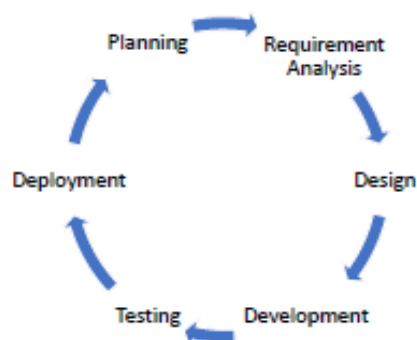 Planning
Requirement
Analysis
Design
Development
Testing
Deployment